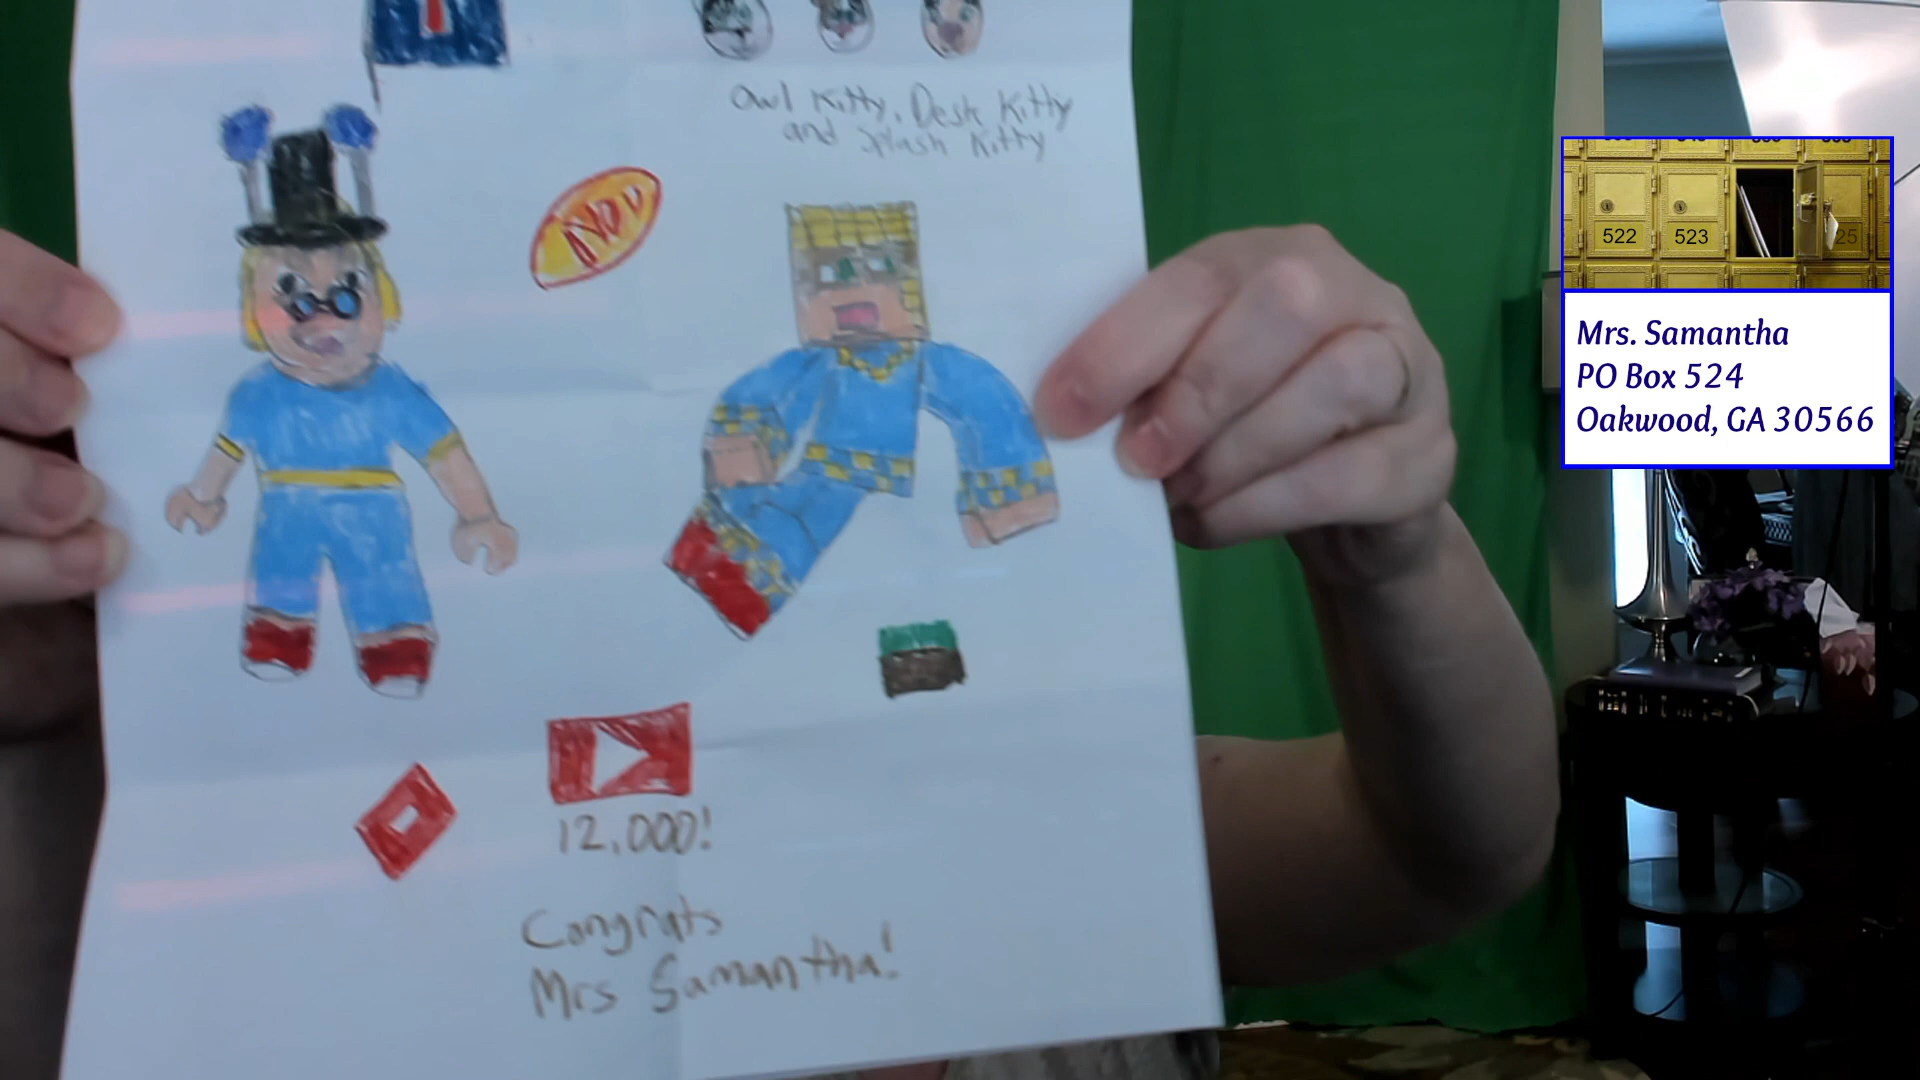 Owl Kitty, Desk Kitty
and Splash Kitty
12,000!
Congrats
Mrs Samantha!
522
523
25
Mrs. Samantha
PO Box 524
Oakwood, GA 30566